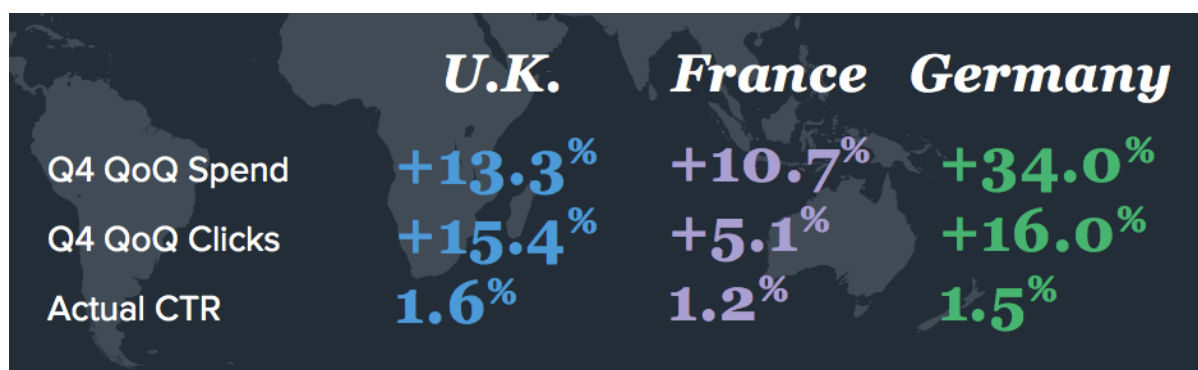 U.K. France Germany
Q4 QoQ Spend +13.3% +10.7% +34.0%
Q4 QoQ Clicks +15.4% +5.1% +16.0%
Actual CTR 1.6% 1.2% 1.5%